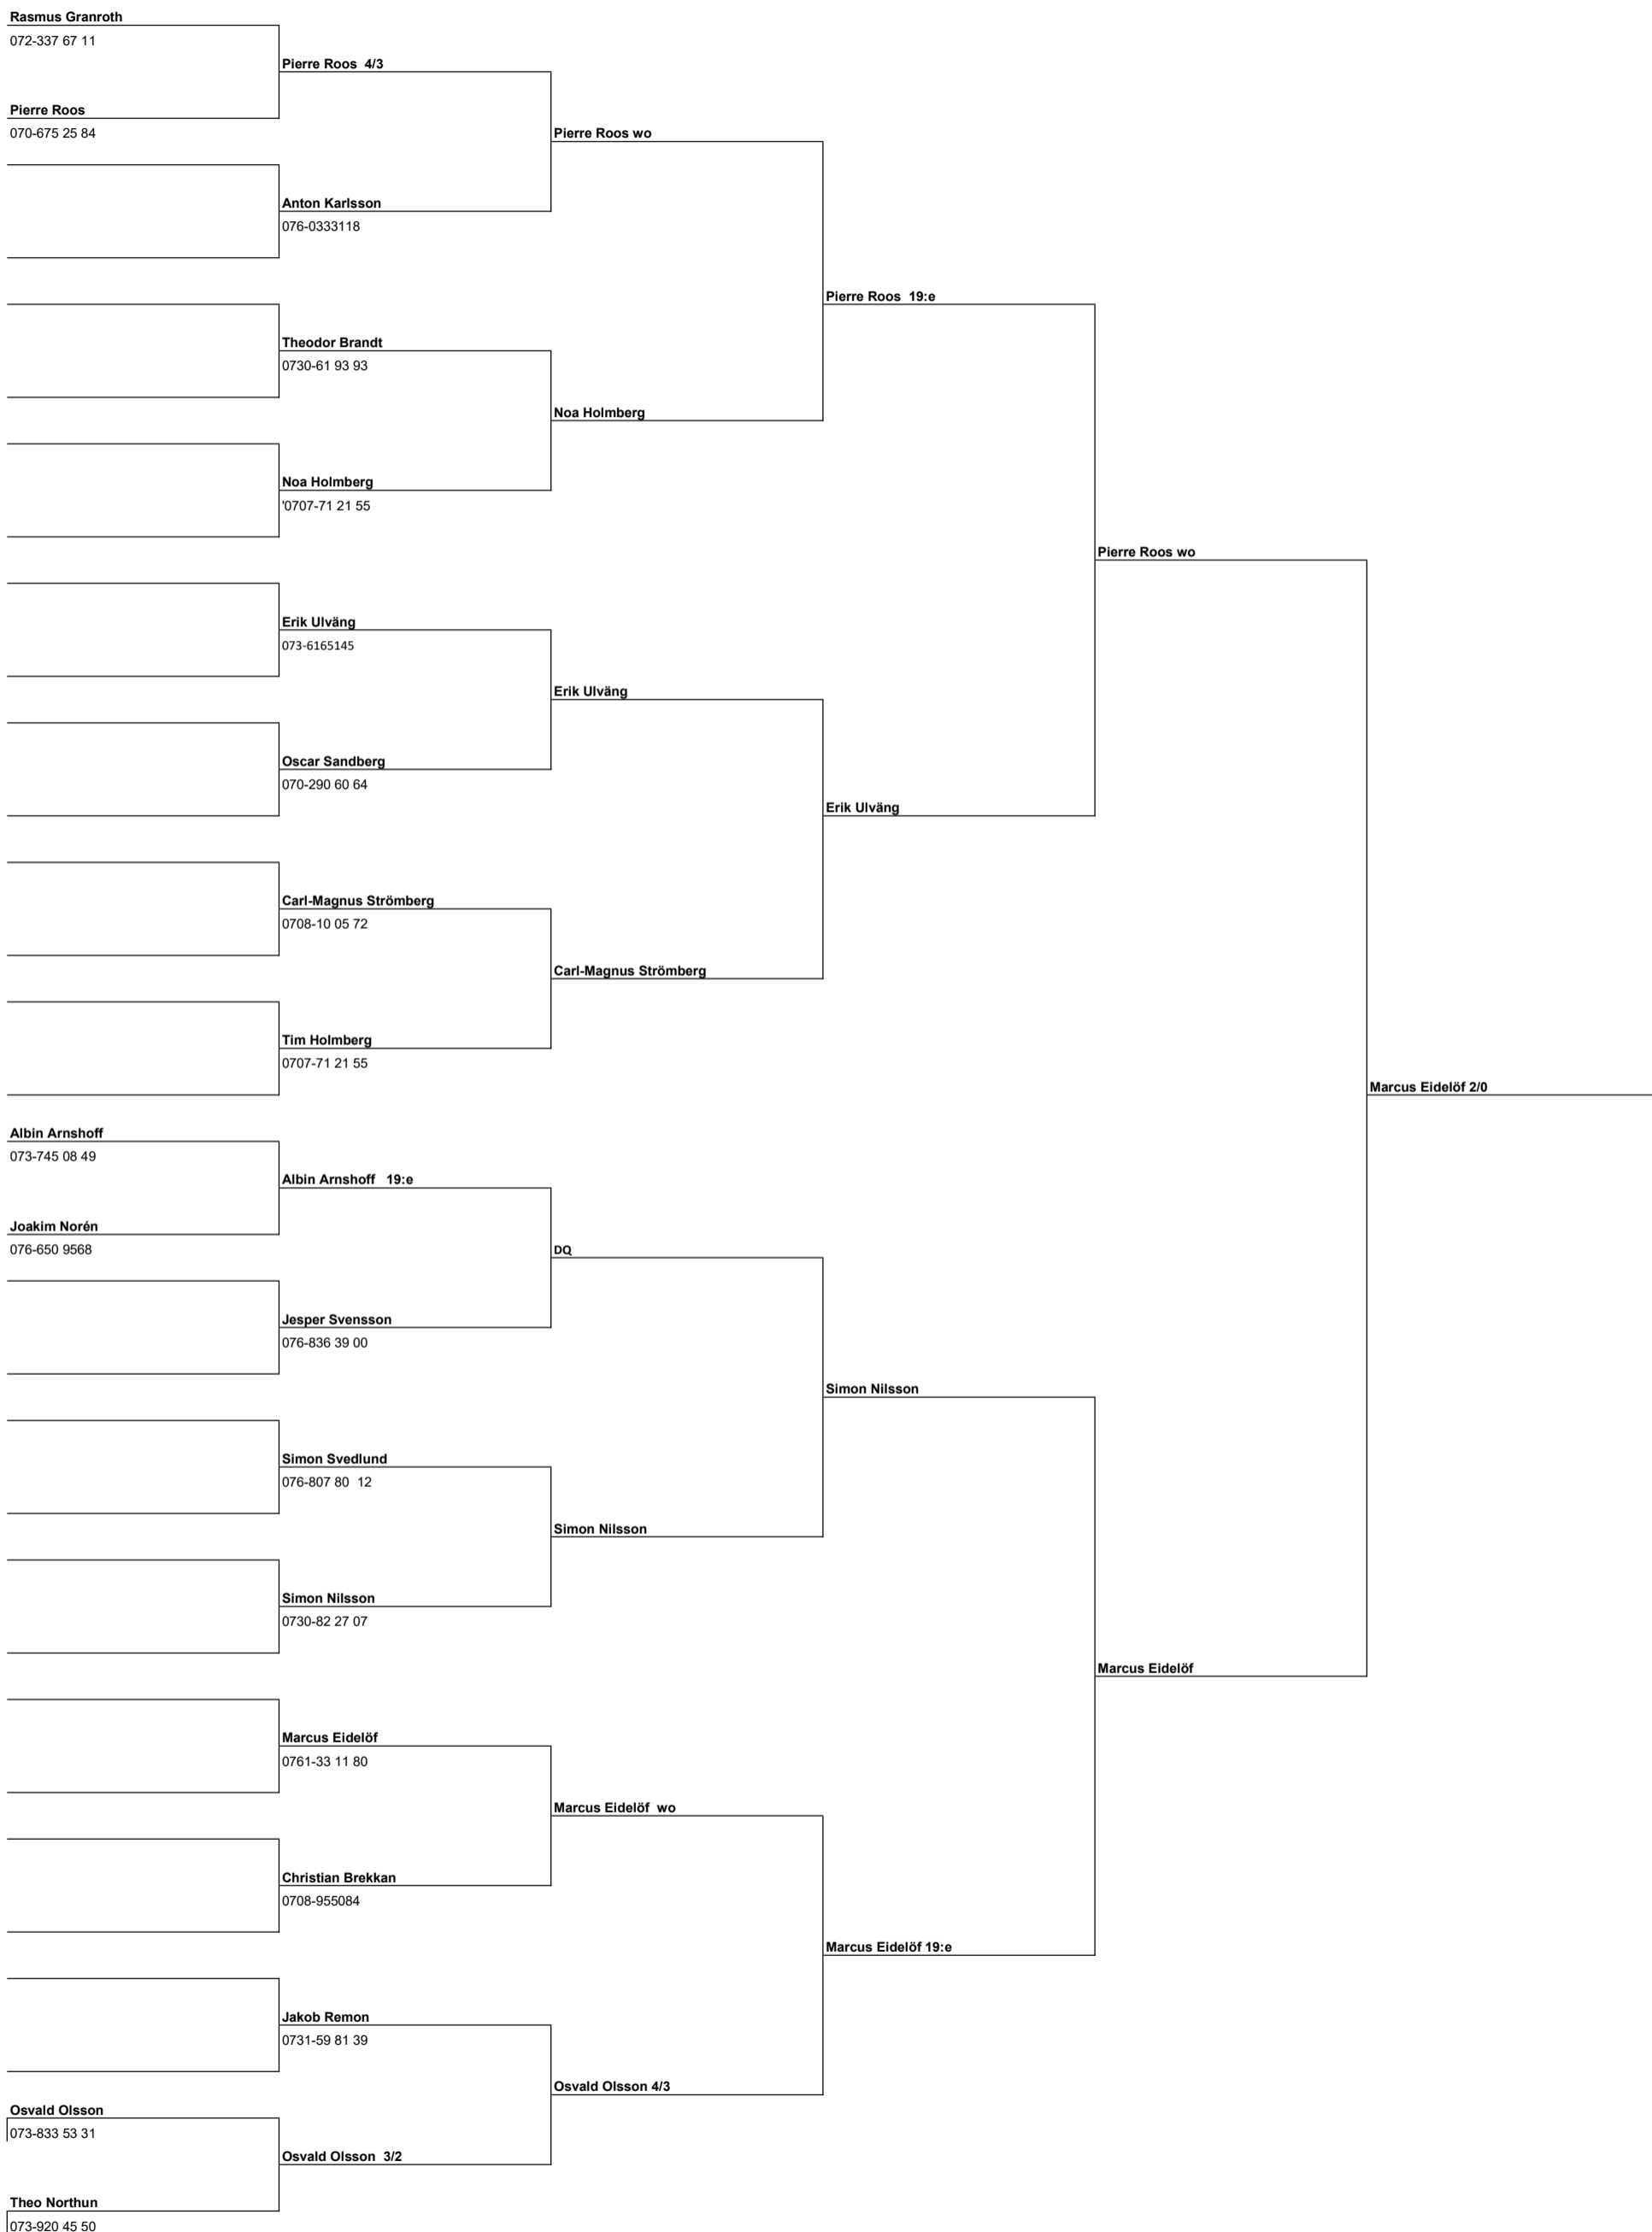 Rasmus Granroth
072-337 67 11
Pierre Roos  4/3
Pierre Roos
070-675 25 84
Pierre Roos wo
Anton Karlsson
076-0333118
Pierre Roos  19:e
Theodor Brandt
0730-61 93 93
Noa Holmberg
Noa Holmberg
'0707-71 21 55
Pierre Roos wo
Erik Ulväng
073-6165145
Erik Ulväng
Oscar Sandberg
070-290 60 64
Erik Ulväng
Carl-Magnus Strömberg
0708-10 05 72
Carl-Magnus Strömberg
Tim Holmberg
0707-71 21 55
Marcus Eidelöf 2/0
Albin Arnshoff
073-745 08 49
Albin Arnshoff   19:e
Joakim Norén
076-650 9568
DQ
Jesper Svensson
076-836 39 00
Simon Nilsson
Simon Svedlund
076-807 80  12
Simon Nilsson
Simon Nilsson
0730-82 27 07
Marcus Eidelöf
Marcus Eidelöf
0761-33 11 80
Marcus Eidelöf  wo
Christian Brekkan
0708-955084
Marcus Eidelöf 19:e
Jakob Remon
0731-59 81 39
Osvald Olsson 4/3
Osvald Olsson
073-833 53 31
Osvald Olsson  3/2
Theo Northun
073-920 45 50